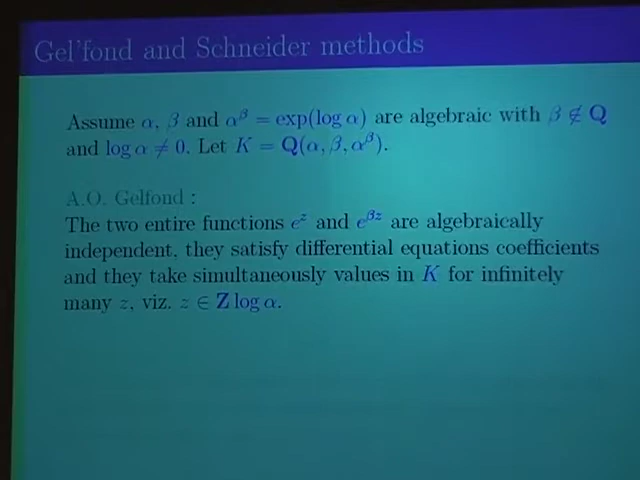 Gel'fond and Schneider methods
Assume α, β and α^β = exp(log α) are algebraic with β ∉ Q
and log α ≠ 0. Let K = Q(α, β, α^β).
A.O. Gelfond :
The two entire functions e^z and e^{βz} are algebraically
independent, they satisfy differential equations coefficients
and they take simultaneously values in K for infinitely
many z, viz. z ∈ Z log α.